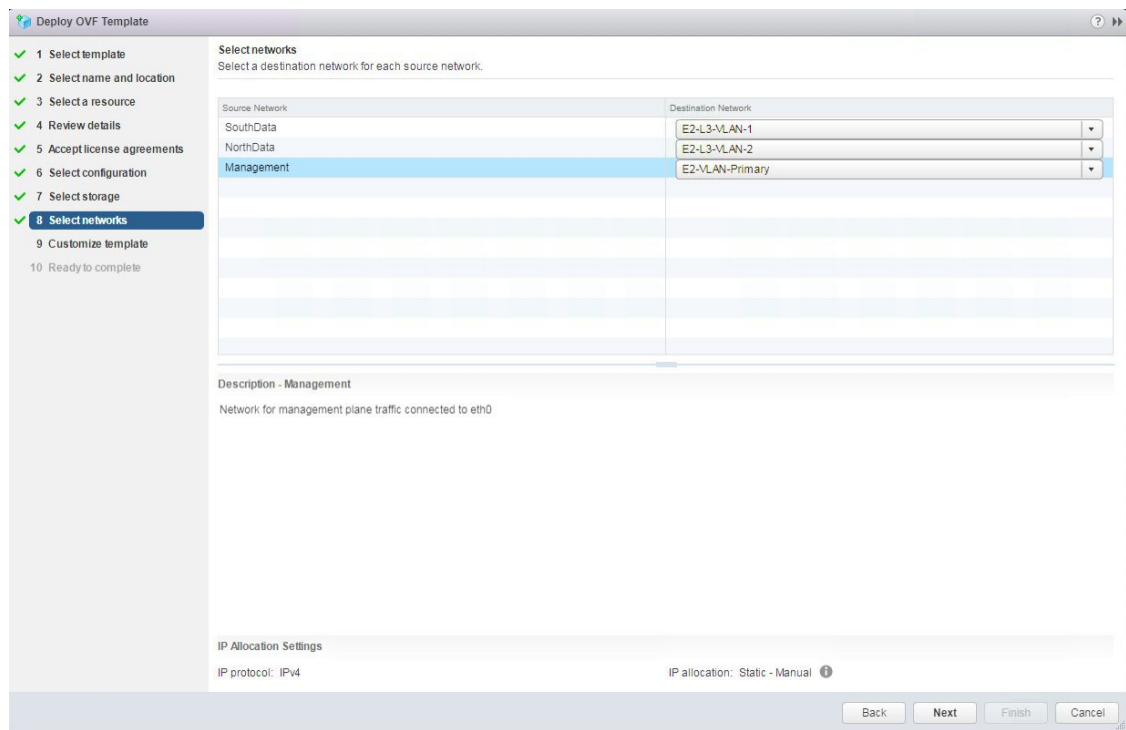 Deploy OVF Template
1 Select template
2 Select name and location
3 Select a resource
4 Review details
5 Accept license agreements
6 Select configuration
7 Select storage
8 Select networks
9 Customize template
10 Ready to complete
Select networks
Select a destination network for each source network.
Source Network Destination Network
SouthData E2-L3-VLAN-1
NorthData E2-L3-VLAN-2
Management E2-VLAN-Primary
Description - Management
Network for management plane traffic connected to eth0
IP Allocation Settings
IP protocol: IPv4 IP allocation: Static - Manual
Back Next Finish Cancel